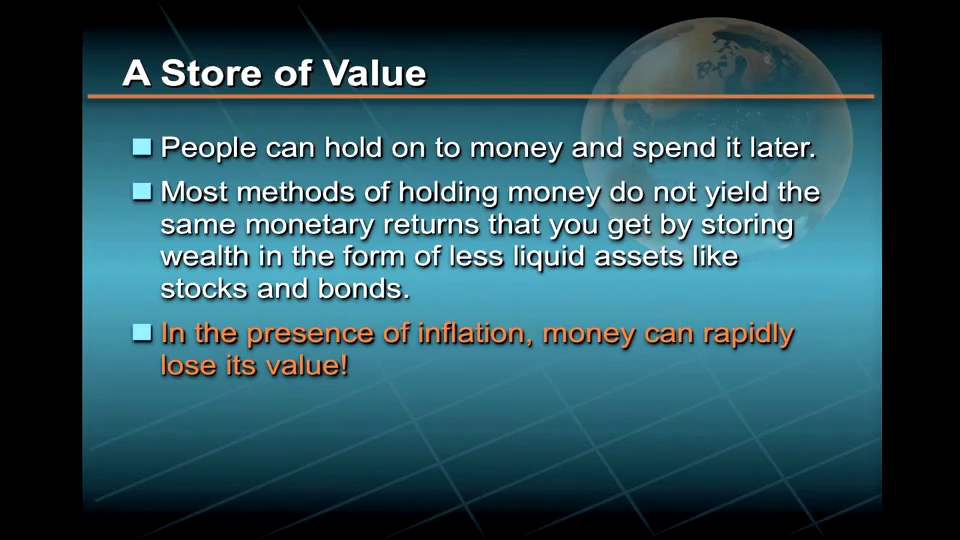 A Store of Value
People can hold on to money and spend it later.
Most methods of holding money do not yield the
same monetary returns that you get by storing
wealth in the form of less liquid assets like
stocks and bonds.
In the presence of inflation, money can rapidly
lose its value!